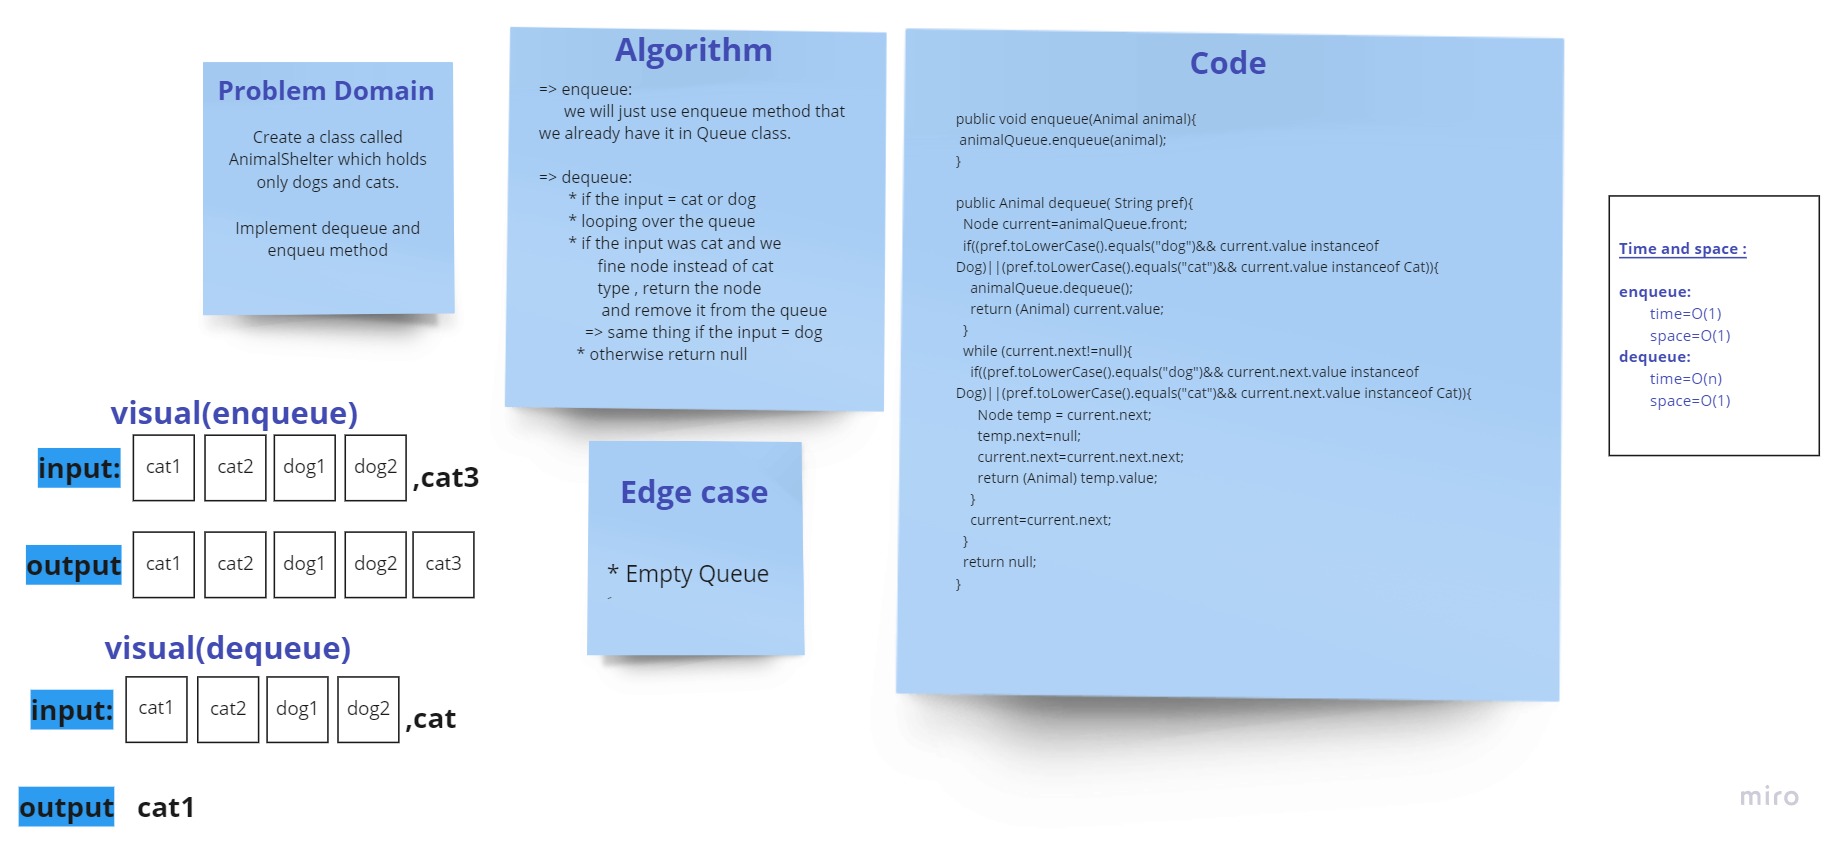 Problem Domain
Create a class called
AnimalShelter which holds
only dogs and cats.
Implement dequeue and
enqueu method
Algorithm
=> enqueue:
we will just use enqueue method that
we already have it in Queue class.
=> dequeue:
* if the input = cat or dog
* looping over the queue
* if the input was cat and we
fine node instead of cat
type , return the node
and remove it from the queue
=> same thing if the input = dog
* otherwise return null
Edge case
* Empty Queue
Code
public void enqueue(Animal animal){
animalQueue.enqueue(animal);
}
public Animal dequeue( String pref){
Node current=animalQueue.front;
if((pref.toLowerCase().equals("dog")&& current.value instanceof
Dog)||(pref.toLowerCase().equals("cat")&& current.value instanceof Cat)){
animalQueue.dequeue();
return (Animal) current.value;
}
while (current.next!=null){
if((pref.toLowerCase().equals("dog")&& current.next.value instanceof
Dog)||(pref.toLowerCase().equals("cat")&& current.next.value instanceof Cat)){
Node temp = current.next;
temp.next=null;
current.next=current.next.next;
return (Animal) temp.value;
}
current=current.next;
}
return null;
}
Time and space :
enqueue:
time=O(1)
space=O(1)
dequeue:
time=O(n)
space=O(1)
visual(enqueue)
input: cat1 cat2 dog1 dog2 ,cat3
output cat1 cat2 dog1 dog2 cat3
visual(dequeue)
input: cat1 cat2 dog1 dog2 ,cat
output cat1
miro